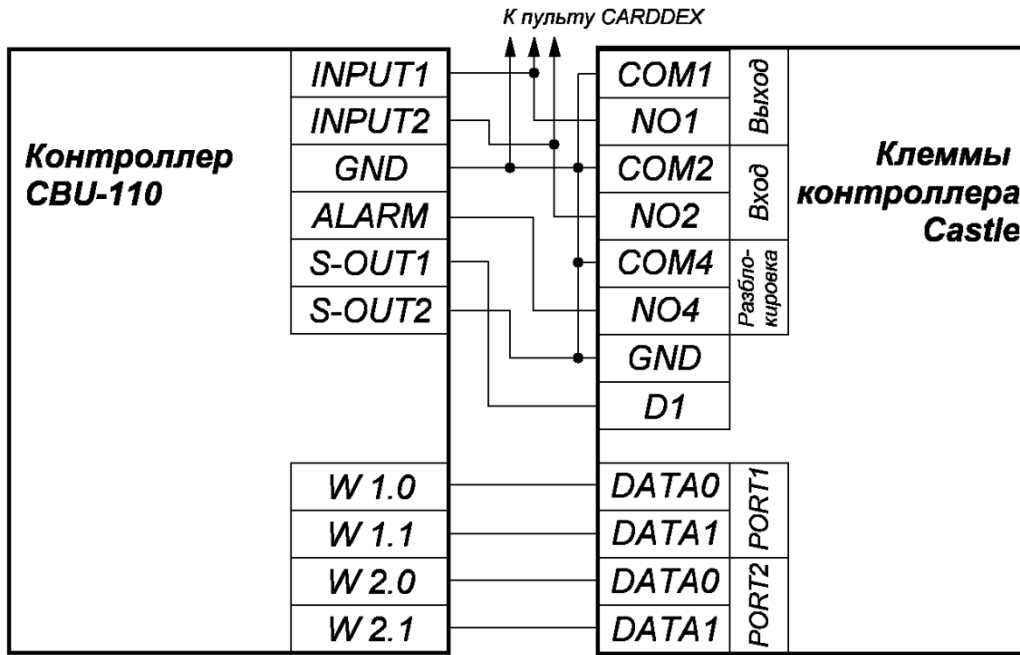 К пульту CARDDEX
Контроллер
CBU-110
INPUT1
INPUT2
GND
ALARM
S-OUT1
S-OUT2
W 1.0
W 1.1
W 2.0
W 2.1
COM1
NO1
COM2
NO2
COM4
NO4
GND
D1
DATA0
DATA1
DATA0
DATA1
Выход
Вход
Разбло-
кировка
PORT1
PORT2
Клеммы
контроллера
Castle